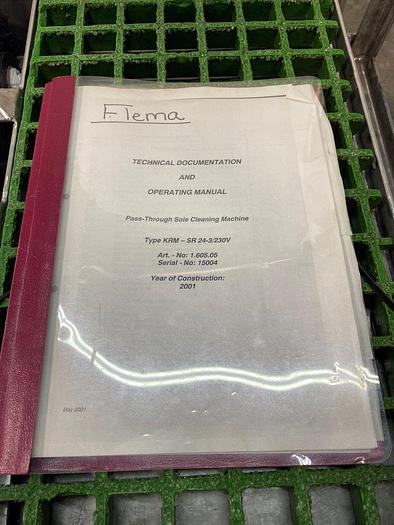 Flema
TECHNICAL DOCUMENTATION
AND
OPERATING MANUAL
Pass-Through Sole Cleaning Machine
Type KRM – SR 24-3/230V
Art. - No: 1.605.05
Serial - No: 15004
Year of Construction:
2001
May 2001